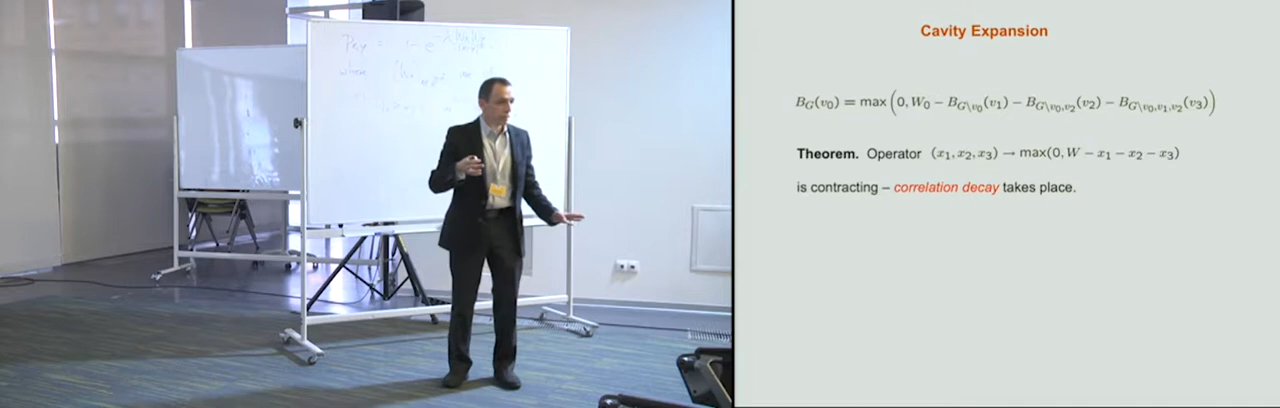 Cavity Expansion
B_G(v_0) = max(0, W_0 − B_{G\v_0}(v_1) − B_{G\v_0,v_2}(v_2) − B_{G\v_0,v_1,v_2}(v_3))
Theorem. Operator (x_1, x_2, x_3) → max(0, W − x_1 − x_2 − x_3)
is contracting – correlation decay takes place.
where